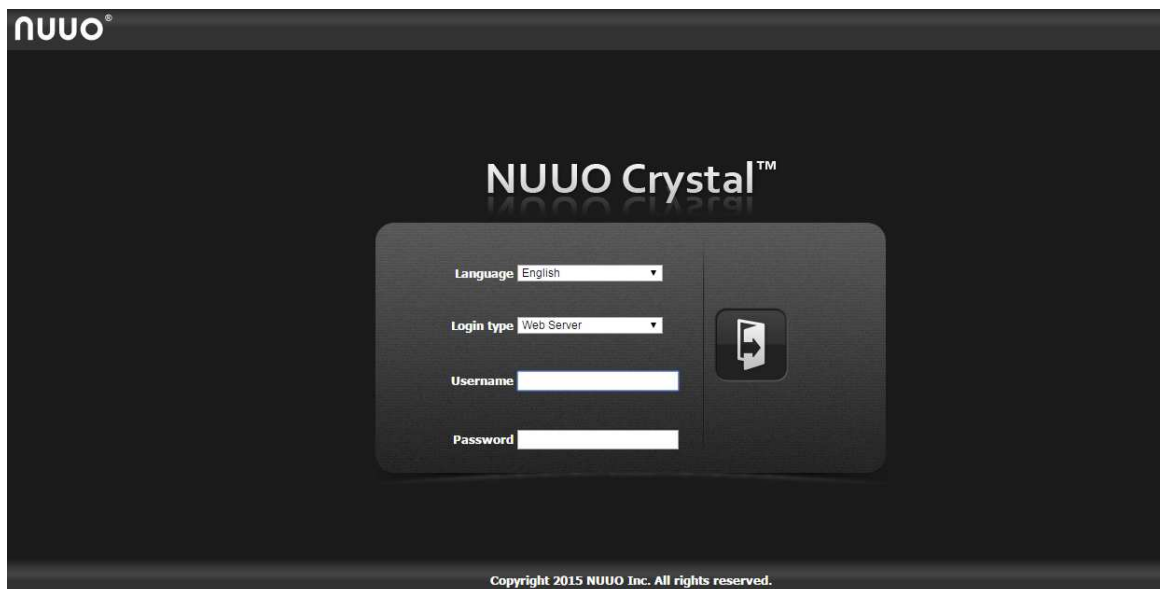 nuuo®
NUUO Crystal™
Language English
Login type Web Server
Username
Password
Copyright 2015 NUUO Inc. All rights reserved.